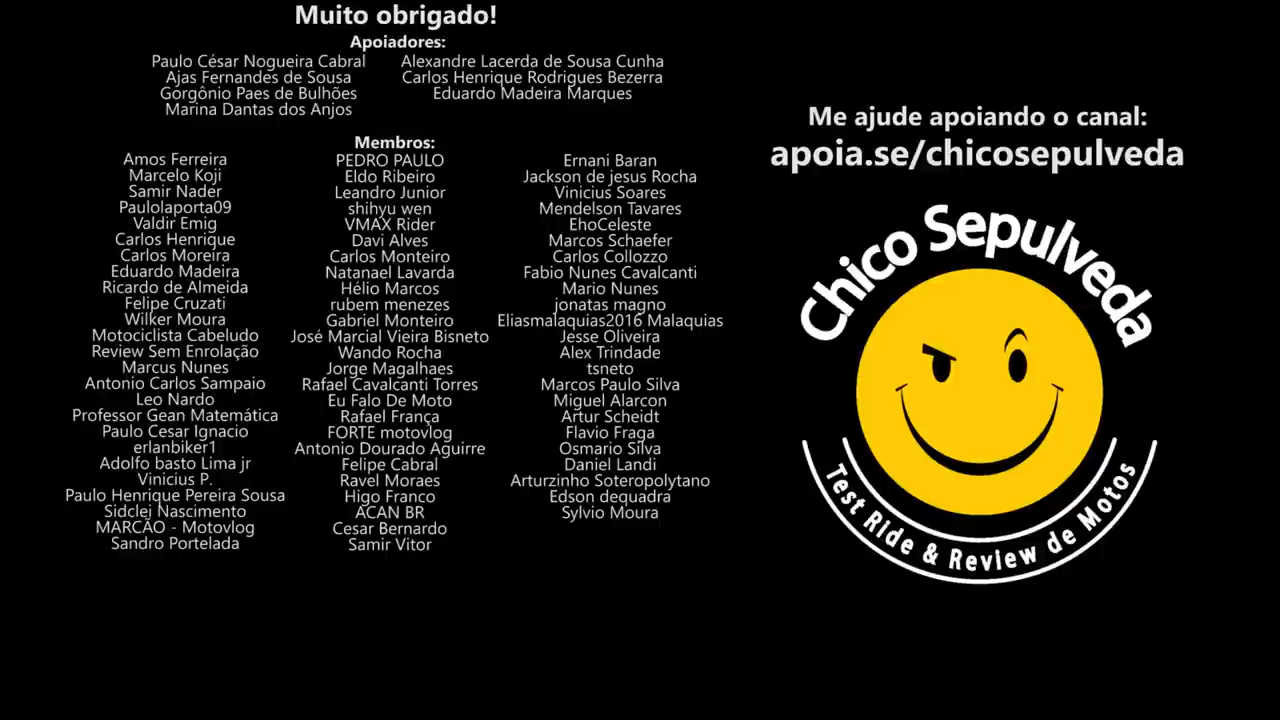 Muito obrigado!
Apoiadores:
Paulo César Nogueira Cabral
Ajas Fernandes de Sousa
Gorgônio Paes de Bulhões
Marina Dantas dos Anjos
Alexandre Lacerda de Sousa Cunha
Carlos Henrique Rodrigues Bezerra
Eduardo Madeira Marques
Membros:
Amos Ferreira
Marcelo Koji
Samir Nader
Paulolaporta09
Valdir Emig
Carlos Henrique
Carlos Moreira
Eduardo Madeira
Ricardo de Almeida
Felipe Cruzati
Wilker Moura
Motociclista Cabeludo
Review Sem Enrolação
Marcus Nunes
Antonio Carlos Sampaio
Leo Nardo
Professor Gean Matemática
Paulo Cesar Ignacio
erlanbiker1
Adolfo basto Lima jr
Vinicius P.
Paulo Henrique Pereira Sousa
Sidclei Nascimento
MARCÃO - Motovlog
Sandro Portelada
PEDRO PAULO
Eldo Ribeiro
Leandro Junior
shihyu wen
VMAX Rider
Davi Alves
Carlos Monteiro
Natanael Lavarda
Hélio Marcos
rubem menezes
Gabriel Monteiro
José Marcial Vieira Bisneto
Wando Rocha
Jorge Magalhaes
Rafael Cavalcanti Torres
Eu Falo De Moto
Rafael França
FORTE motovlog
Antonio Dourado Aguirre
Felipe Cabral
Ravel Moraes
Higo Franco
ACAN BR
Cesar Bernardo
Samir Vitor
Ernani Baran
Jackson de jesus Rocha
Vinicius Soares
Mendelson Tavares
EhoCeleste
Marcos Schaefer
Carlos Collozzo
Fabio Nunes Cavalcanti
Mario Nunes
jonatas magno
Eliasmalaquias2016 Malaquias
Jesse Oliveira
Alex Trindade
tsneto
Marcos Paulo Silva
Miguel Alarcon
Artur Scheidt
Flavio Fraga
Osmario Silva
Daniel Landi
Arturzinho Soteropolytano
Edson dequadra
Sylvio Moura
Me ajude apoiando o canal:
apoia.se/chicosepulveda
Chico Sepulveda
Test Ride & Review de Motos